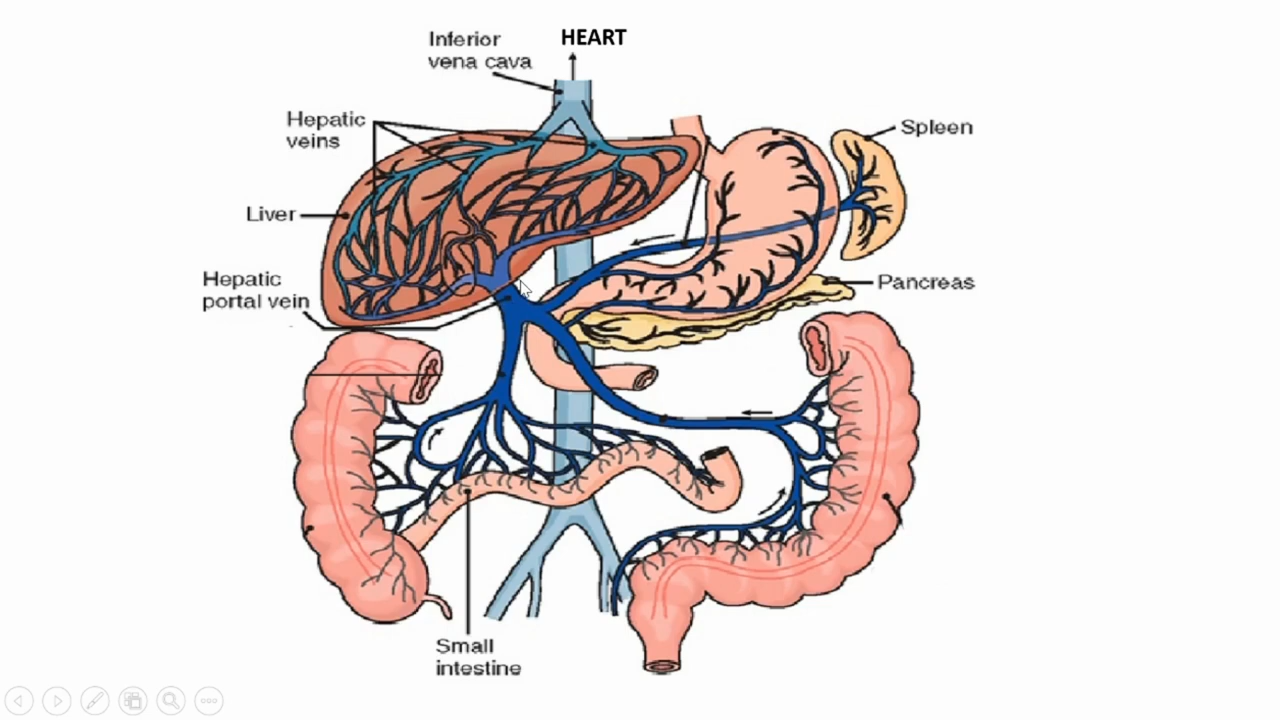 Inferior
vena cava
HEART
Hepatic
veins
Spleen
Liver
Hepatic
portal vein
Pancreas
Small
intestine